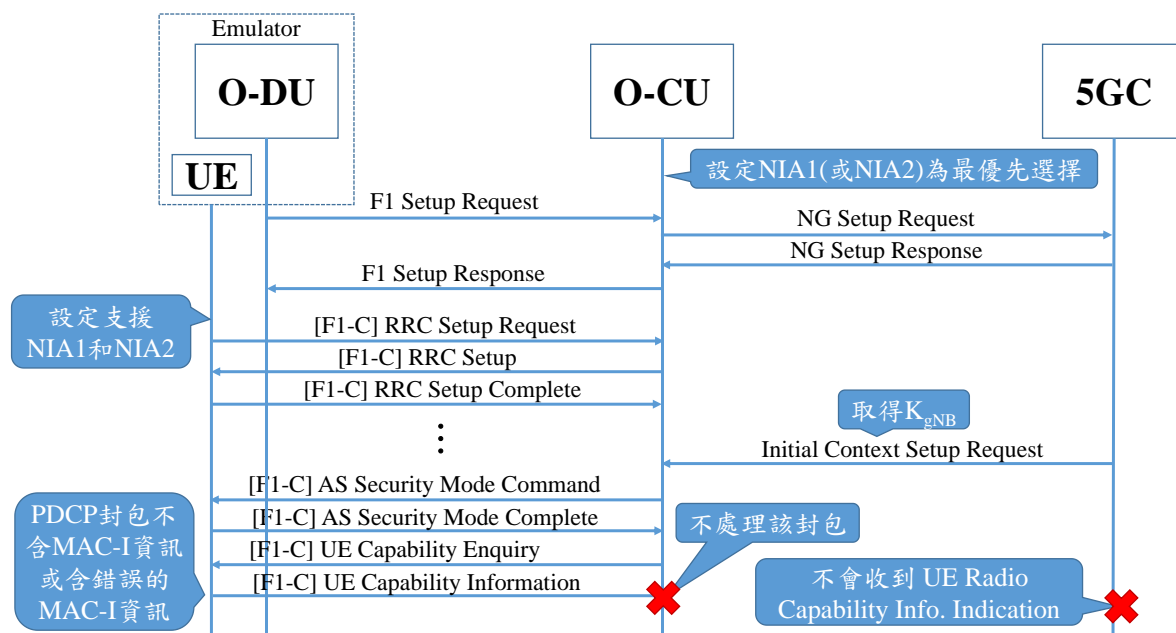 Emulator
O-DU
O-CU
5GC
UE
設定NIA1(或NIA2)為最優先選擇
F1 Setup Request
NG Setup Request
NG Setup Response
F1 Setup Response
設定支援
NIA1和NIA2
[F1-C] RRC Setup Request
[F1-C] RRC Setup
[F1-C] RRC Setup Complete
⋮
取得KgNB
Initial Context Setup Request
[F1-C] AS Security Mode Command
PDCP封包不
含MAC-I資訊
或含錯誤的
MAC-I資訊
[F1-C] AS Security Mode Complete
不處理該封包
[F1-C] UE Capability Enquiry
[F1-C] UE Capability Information
不會收到 UE Radio
Capability Info. Indication